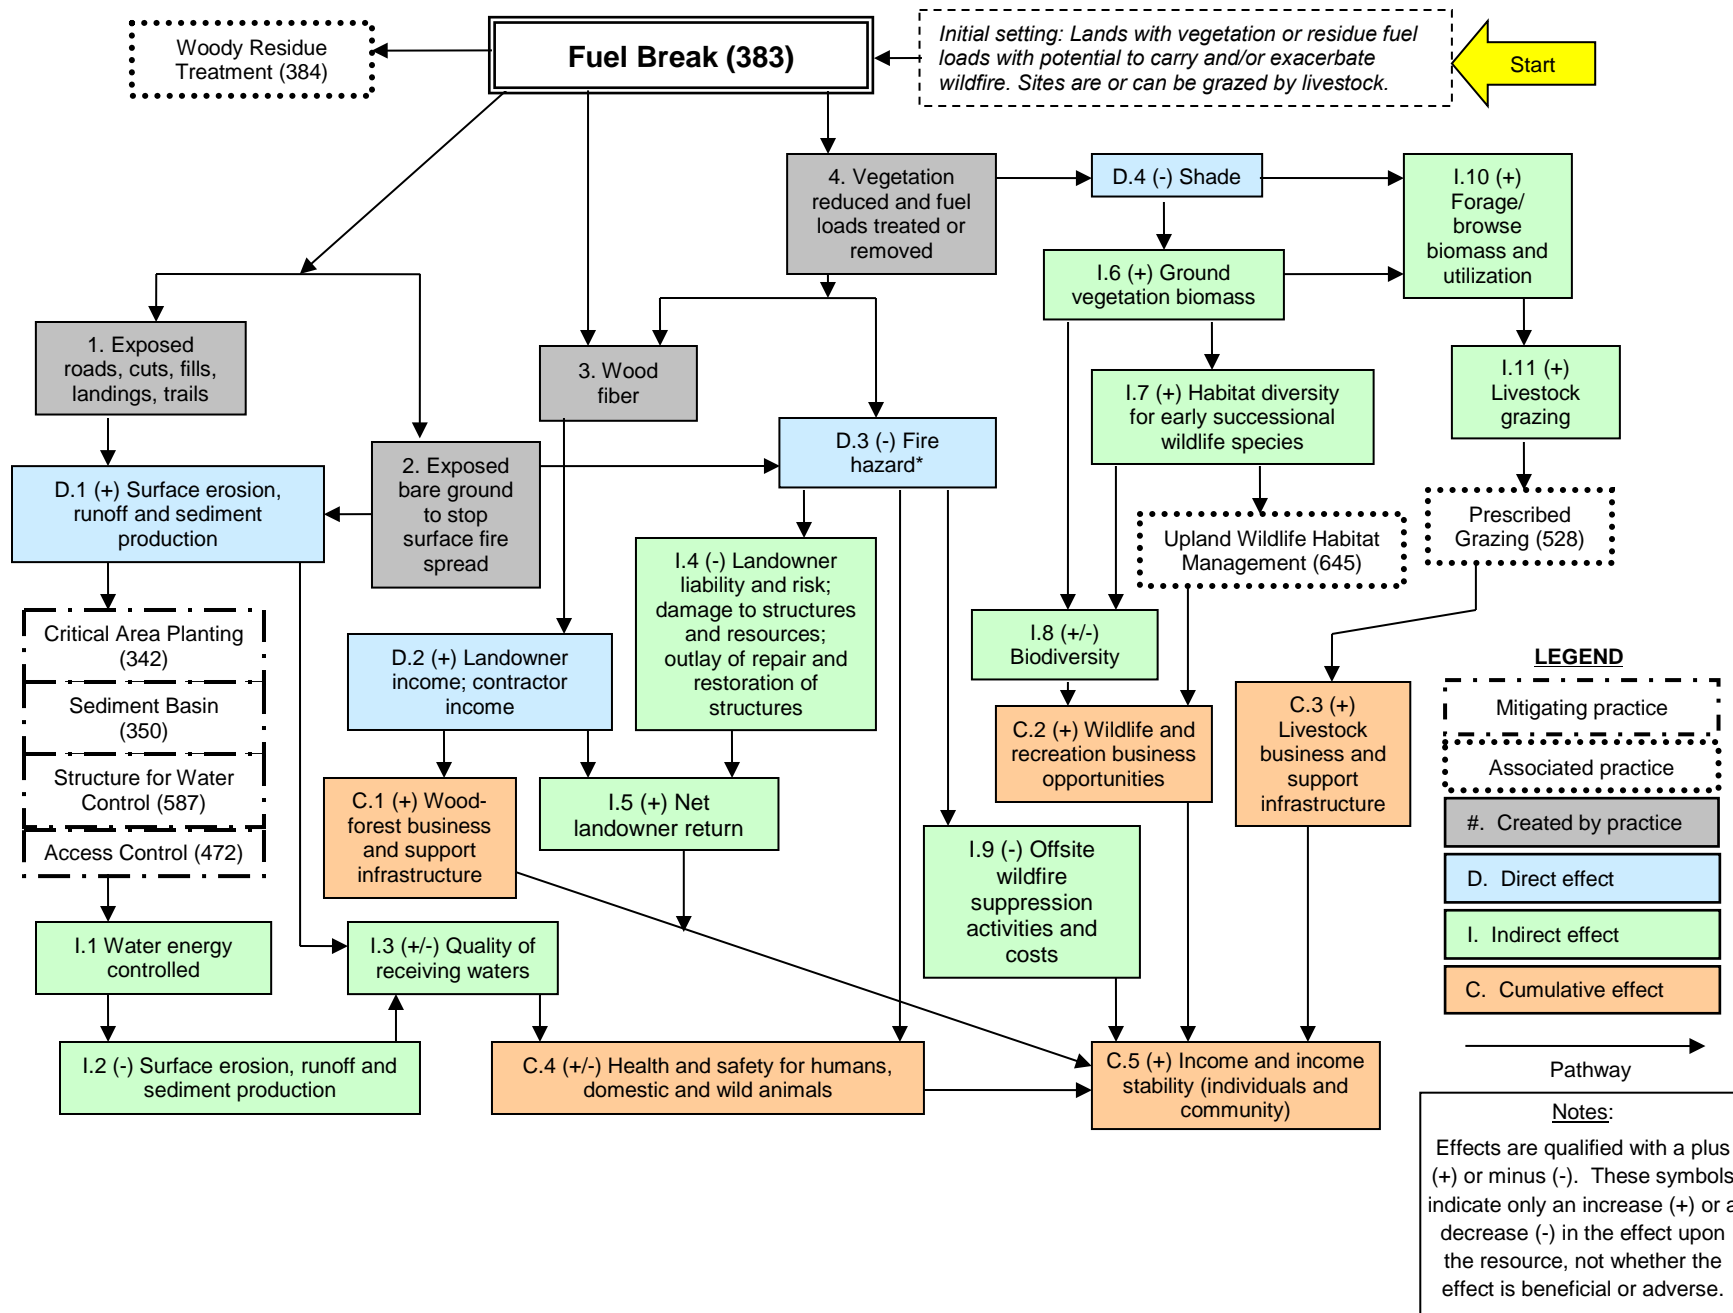 Woody Residue
Treatment (384)
Fuel Break (383)
Initial setting: Lands with vegetation or residue fuel
loads with potential to carry and/or exacerbate
wildfire. Sites are or can be grazed by livestock.
Start
4. Vegetation
reduced and fuel
loads treated or
removed
D.4 (-) Shade
I.10 (+)
Forage/
browse
biomass and
utilization
I.6 (+) Ground
vegetation biomass
1. Exposed
roads, cuts, fills,
landings, trails
3. Wood
fiber
I.7 (+) Habitat diversity
for early successional
wildlife species
I.11 (+)
Livestock
grazing
D.3 (-) Fire
hazard*
2. Exposed
bare ground
to stop
surface fire
spread
D.1 (+) Surface erosion,
runoff and sediment
production
Upland Wildlife Habitat
Management (645)
Prescribed
Grazing (528)
I.4 (-) Landowner
liability and risk;
damage to structures
and resources;
outlay of repair and
restoration of
structures
Critical Area Planting
(342)
Sediment Basin
(350)
Structure for Water
Control (587)
Access Control (472)
D.2 (+) Landowner
income; contractor
income
I.8 (+/-)
Biodiversity
C.2 (+) Wildlife and
recreation business
opportunities
C.3 (+)
Livestock
business and
support
infrastructure
C.1 (+) Wood-
forest business
and support
infrastructure
I.5 (+) Net
landowner return
I.9 (-) Offsite
wildfire
suppression
activities and
costs
I.1 Water energy
controlled
I.3 (+/-) Quality of
receiving waters
I.2 (-) Surface erosion, runoff and
sediment production
C.4 (+/-) Health and safety for humans,
domestic and wild animals
C.5 (+) Income and income
stability (individuals and
community)
LEGEND
Mitigating practice
Associated practice
#. Created by practice
D. Direct effect
I. Indirect effect
C. Cumulative effect
Pathway
Notes:
Effects are qualified with a plus
(+) or minus (-). These symbols
indicate only an increase (+) or a
decrease (-) in the effect upon
the resource, not whether the
effect is beneficial or adverse.